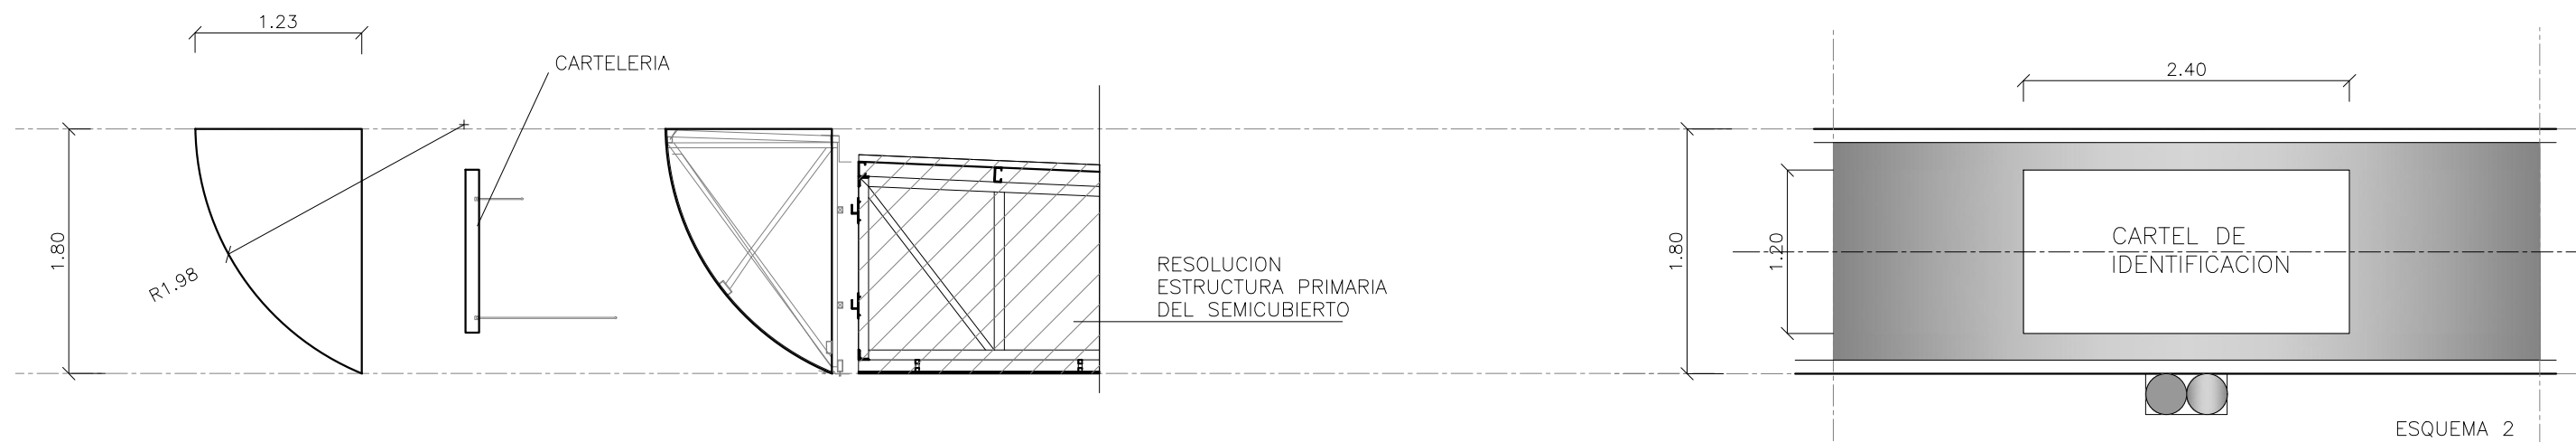 1.23
CARTELERIA
2.40
1.80
R1.98
RESOLUCION
ESTRUCTURA PRIMARIA
DEL SEMICUBIERTO
1.80
1.20
CARTEL DE
IDENTIFICACION
ESQUEMA 2